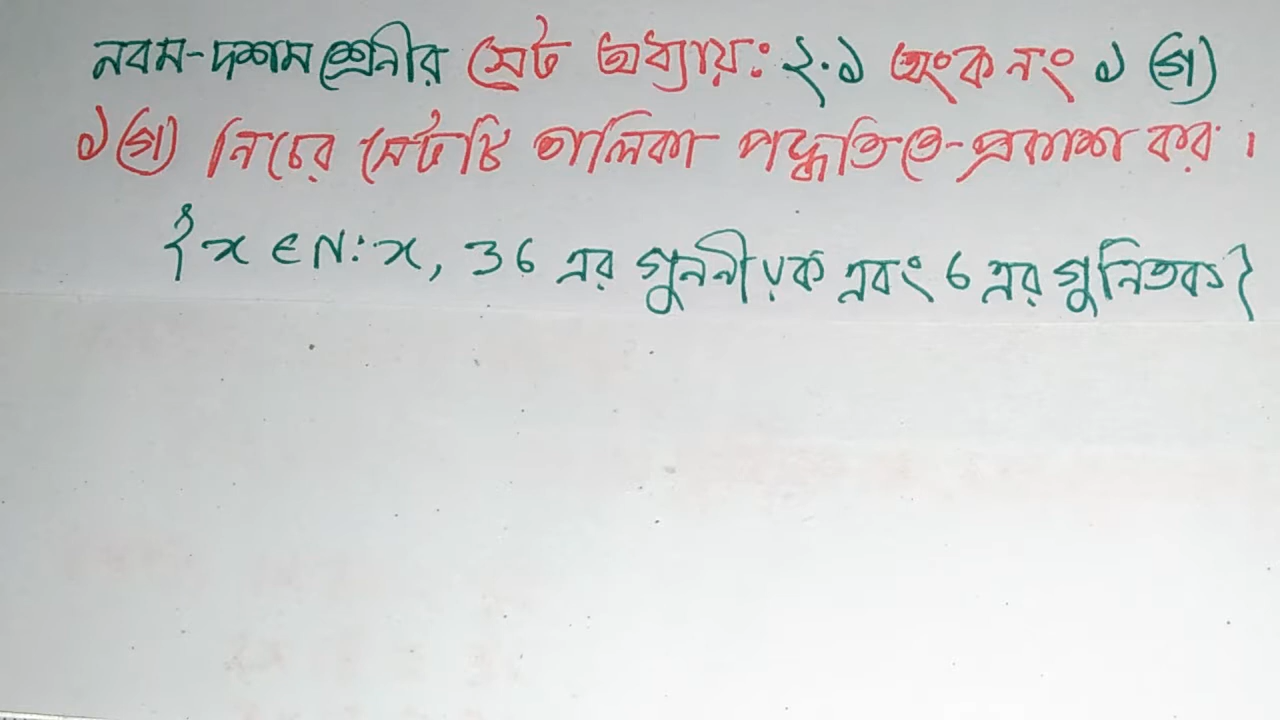 নবম-দশম শ্রেনীর সেট অধ্যায়ঃ ২.১ অংক নং ১ (গ)
১(গ) নিচের সেটটি তালিকা পদ্ধতিতে-প্রকাশ কর।
{x ∈ N: x, 36 এর গুননীয়ক এবং 6 এর গুনিতক}